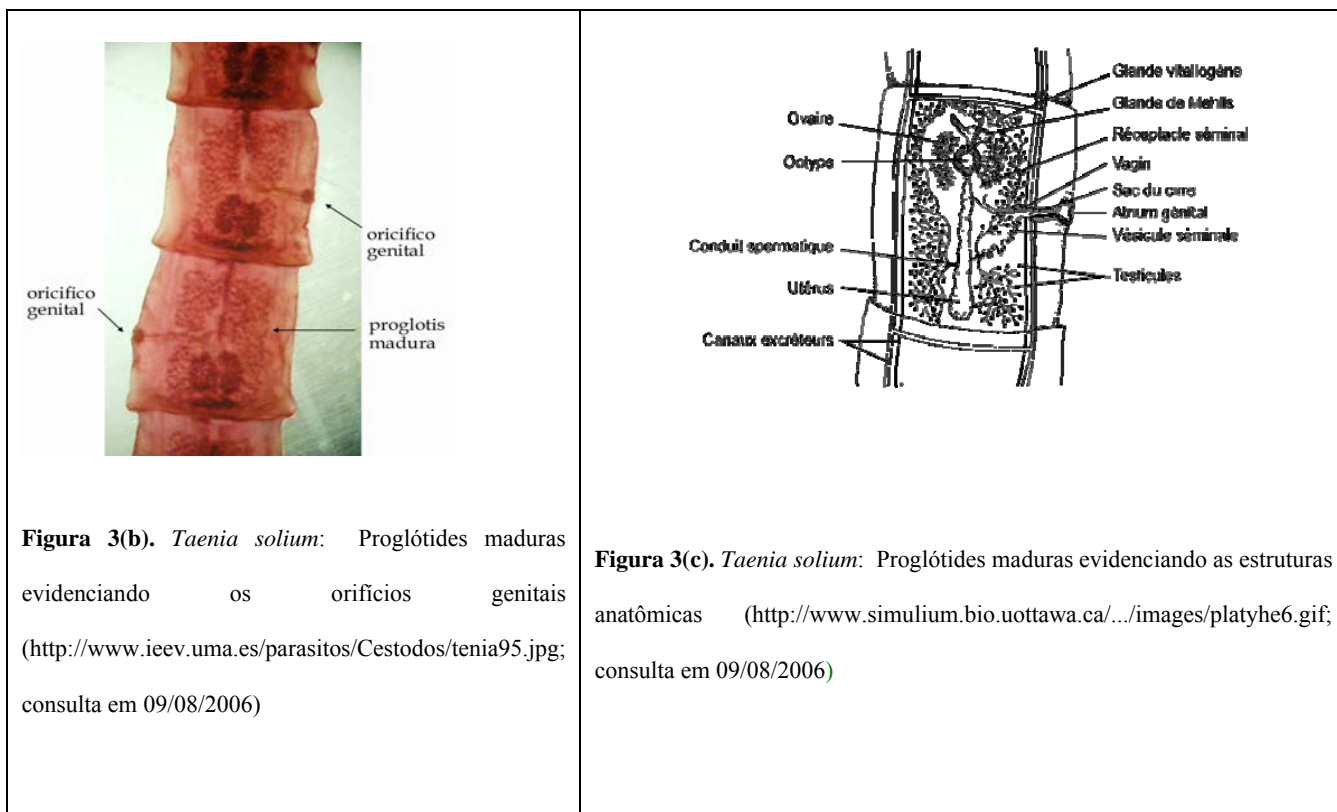 oricifico
genital
oricifico
genital
proglotis
madura
Figura 3(b). Taenia solium: Proglótides maduras
evidenciando os orifícios genitais
(http://www.ieev.uma.es/parasitos/Cestodos/tenia95.jpg;
consulta em 09/08/2006)
Glande vitellogène
Glande de Mehlis
Ovaire
Réceptacle séminal
Ootype
Vagin
Sac du cirre
Atrium génital
Vésicule séminale
Conduit spermatique
Testicules
Utérus
Canaux excréteurs
Figura 3(c). Taenia solium: Proglótides maduras evidenciando as estruturas
anatômicas (http://www.simulium.bio.uottawa.ca/.../images/platyhe6.gif;
consulta em 09/08/2006)